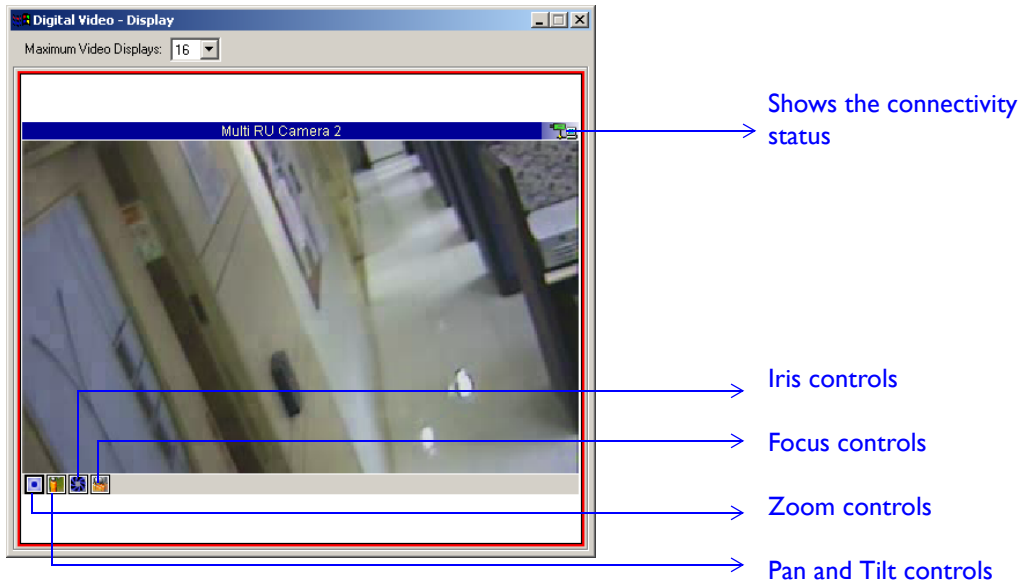 Digital Video - Display
Maximum Video Displays: 16
Multi RU Camera 2
Shows the connectivity
status
Iris controls
Focus controls
Zoom controls
Pan and Tilt controls